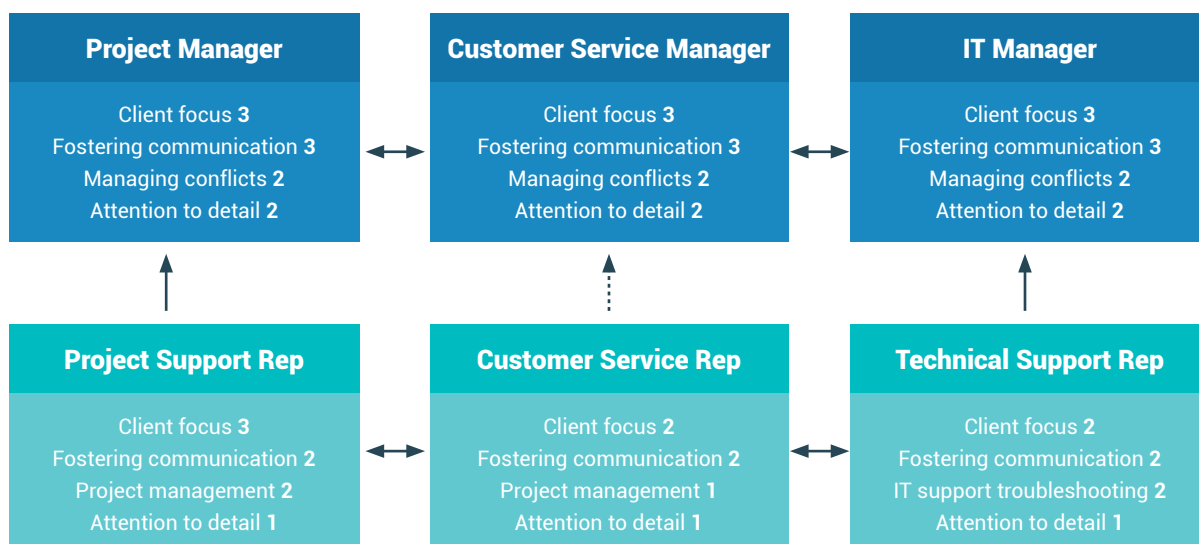 Project Manager
Client focus 3
Fostering communication 3
Managing conflicts 2
Attention to detail 2
Customer Service Manager
Client focus 3
Fostering communication 3
Managing conflicts 2
Attention to detail 2
IT Manager
Client focus 3
Fostering communication 3
Managing conflicts 2
Attention to detail 2
Project Support Rep
Client focus 3
Fostering communication 2
Project management 2
Attention to detail 1
Customer Service Rep
Client focus 2
Fostering communication 2
Project management 1
Attention to detail 1
Technical Support Rep
Client focus 2
Fostering communication 2
IT support troubleshooting 2
Attention to detail 1